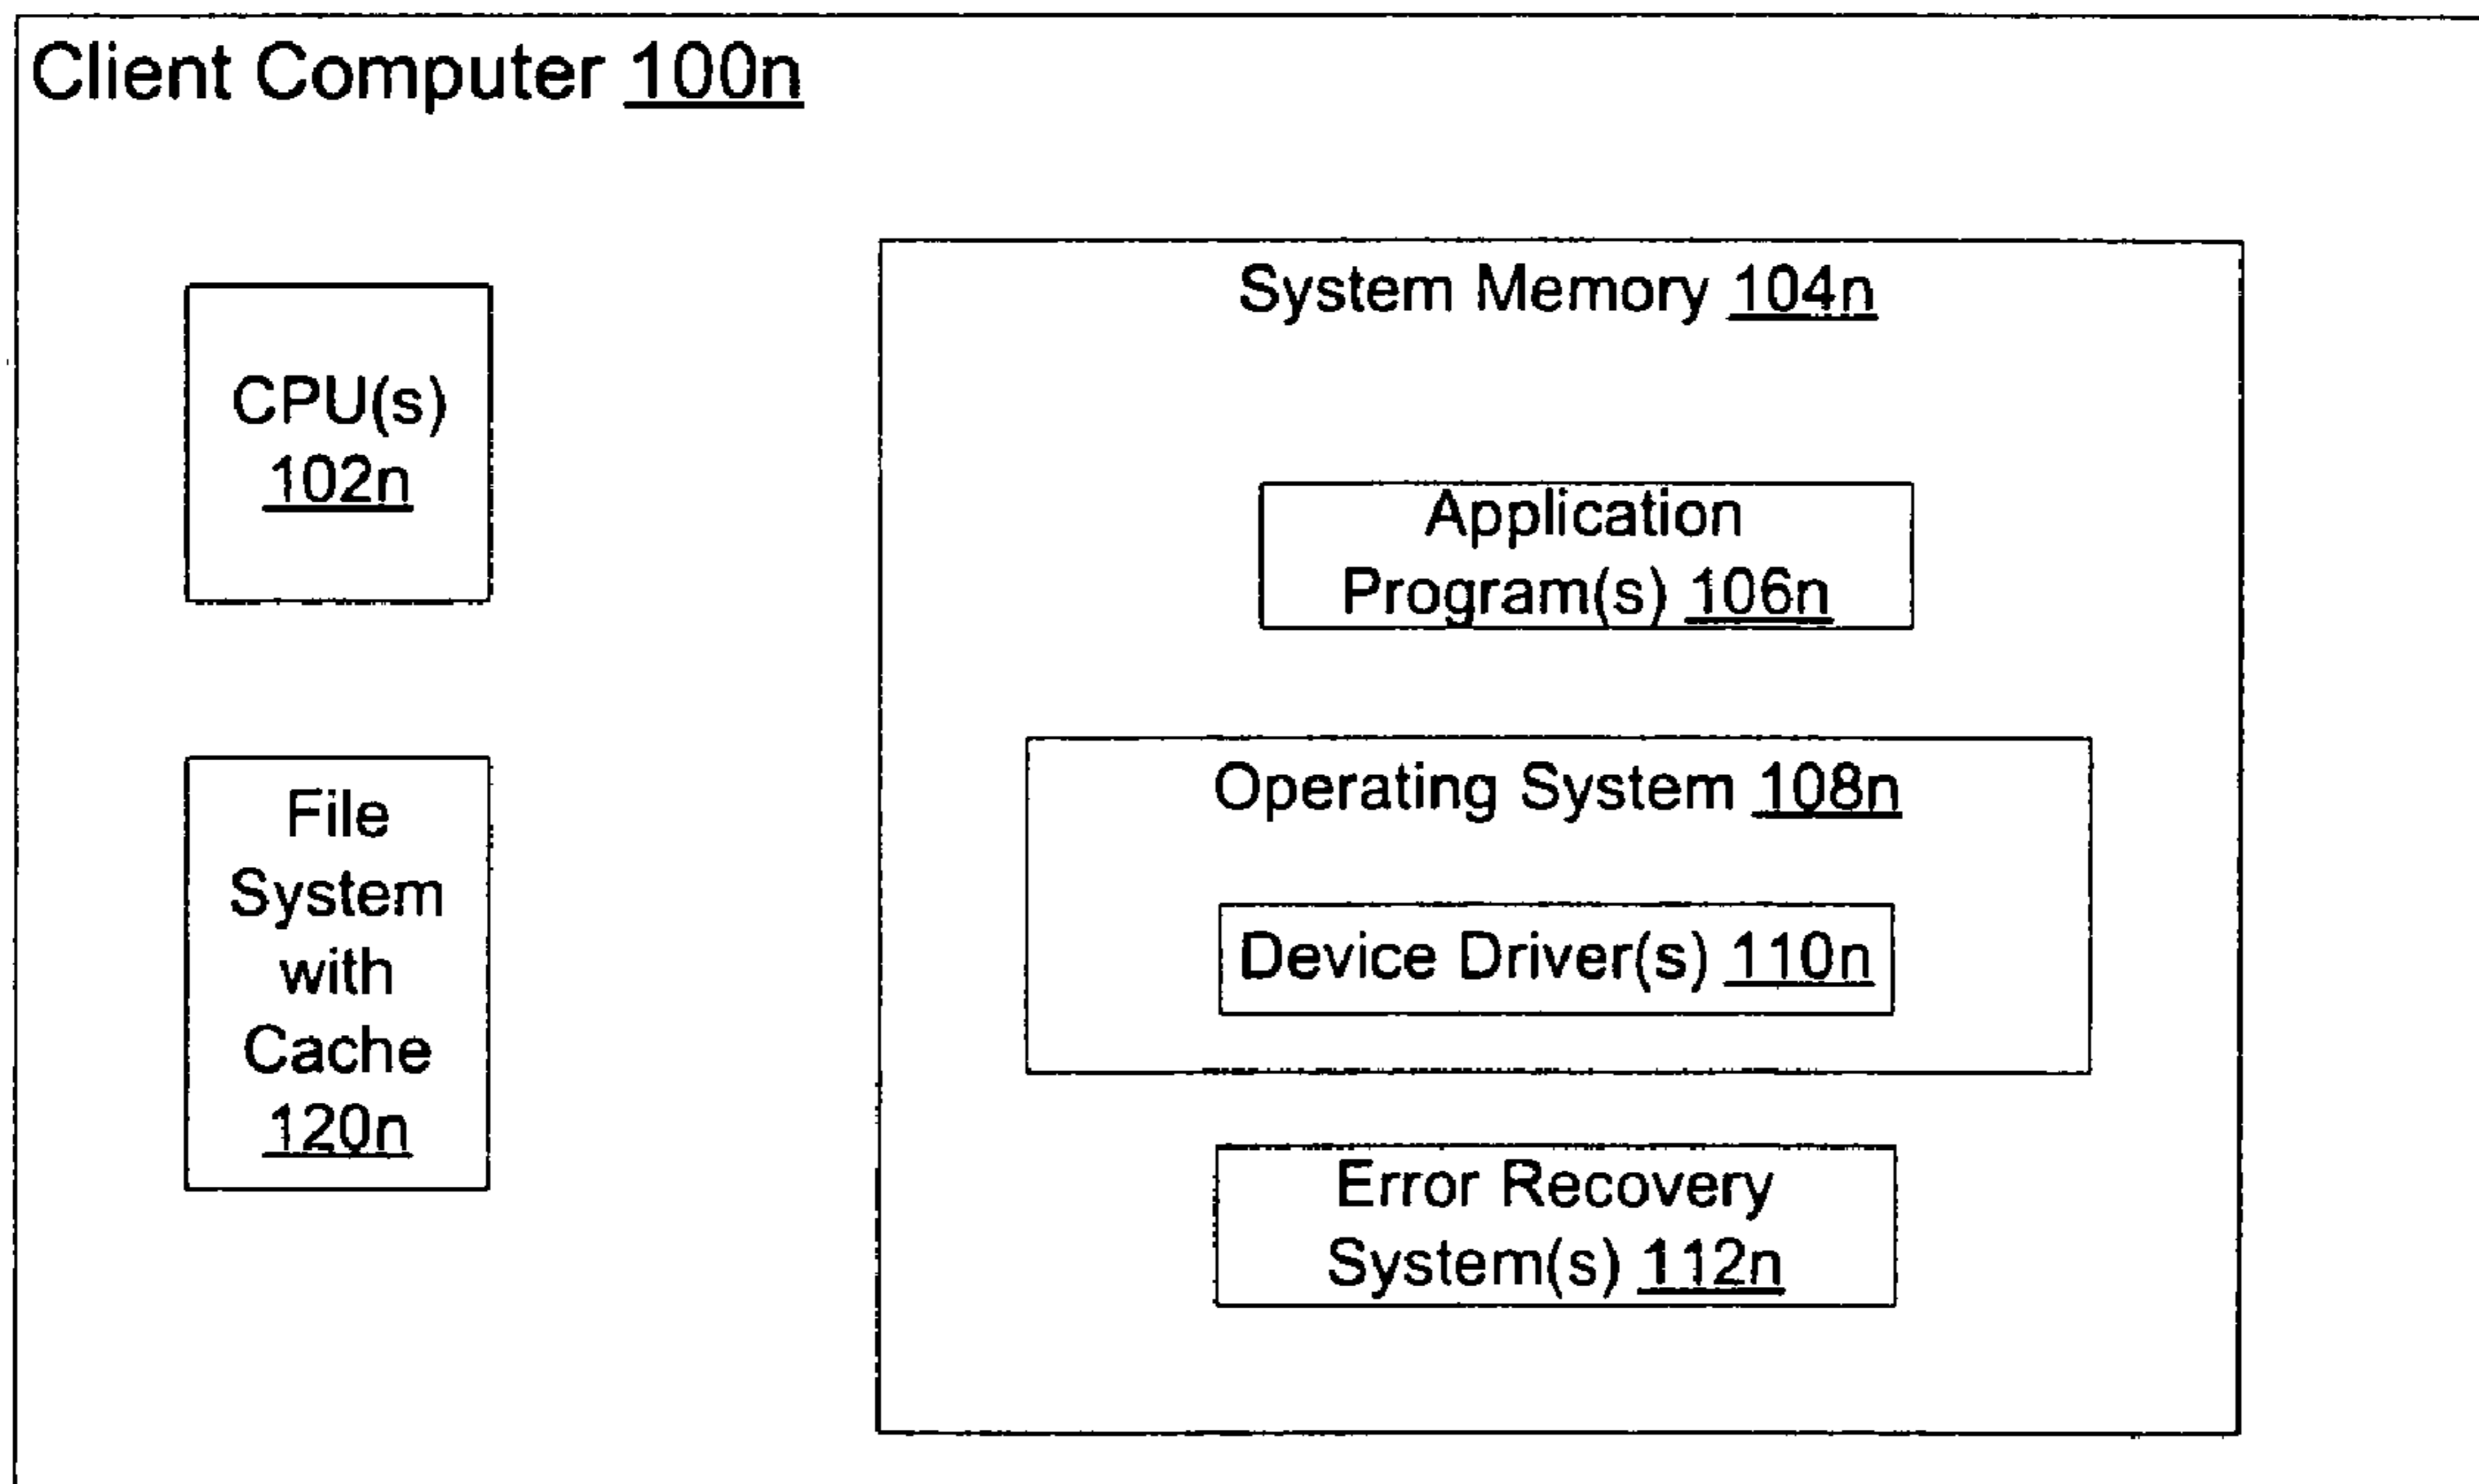 Client Computer 100n
CPU(s)
102n
File
System
with
Cache
120n
System Memory 104n
Application
Program(s) 106n
Operating System 108n
Device Driver(s) 110n
Error Recovery
System(s) 112n